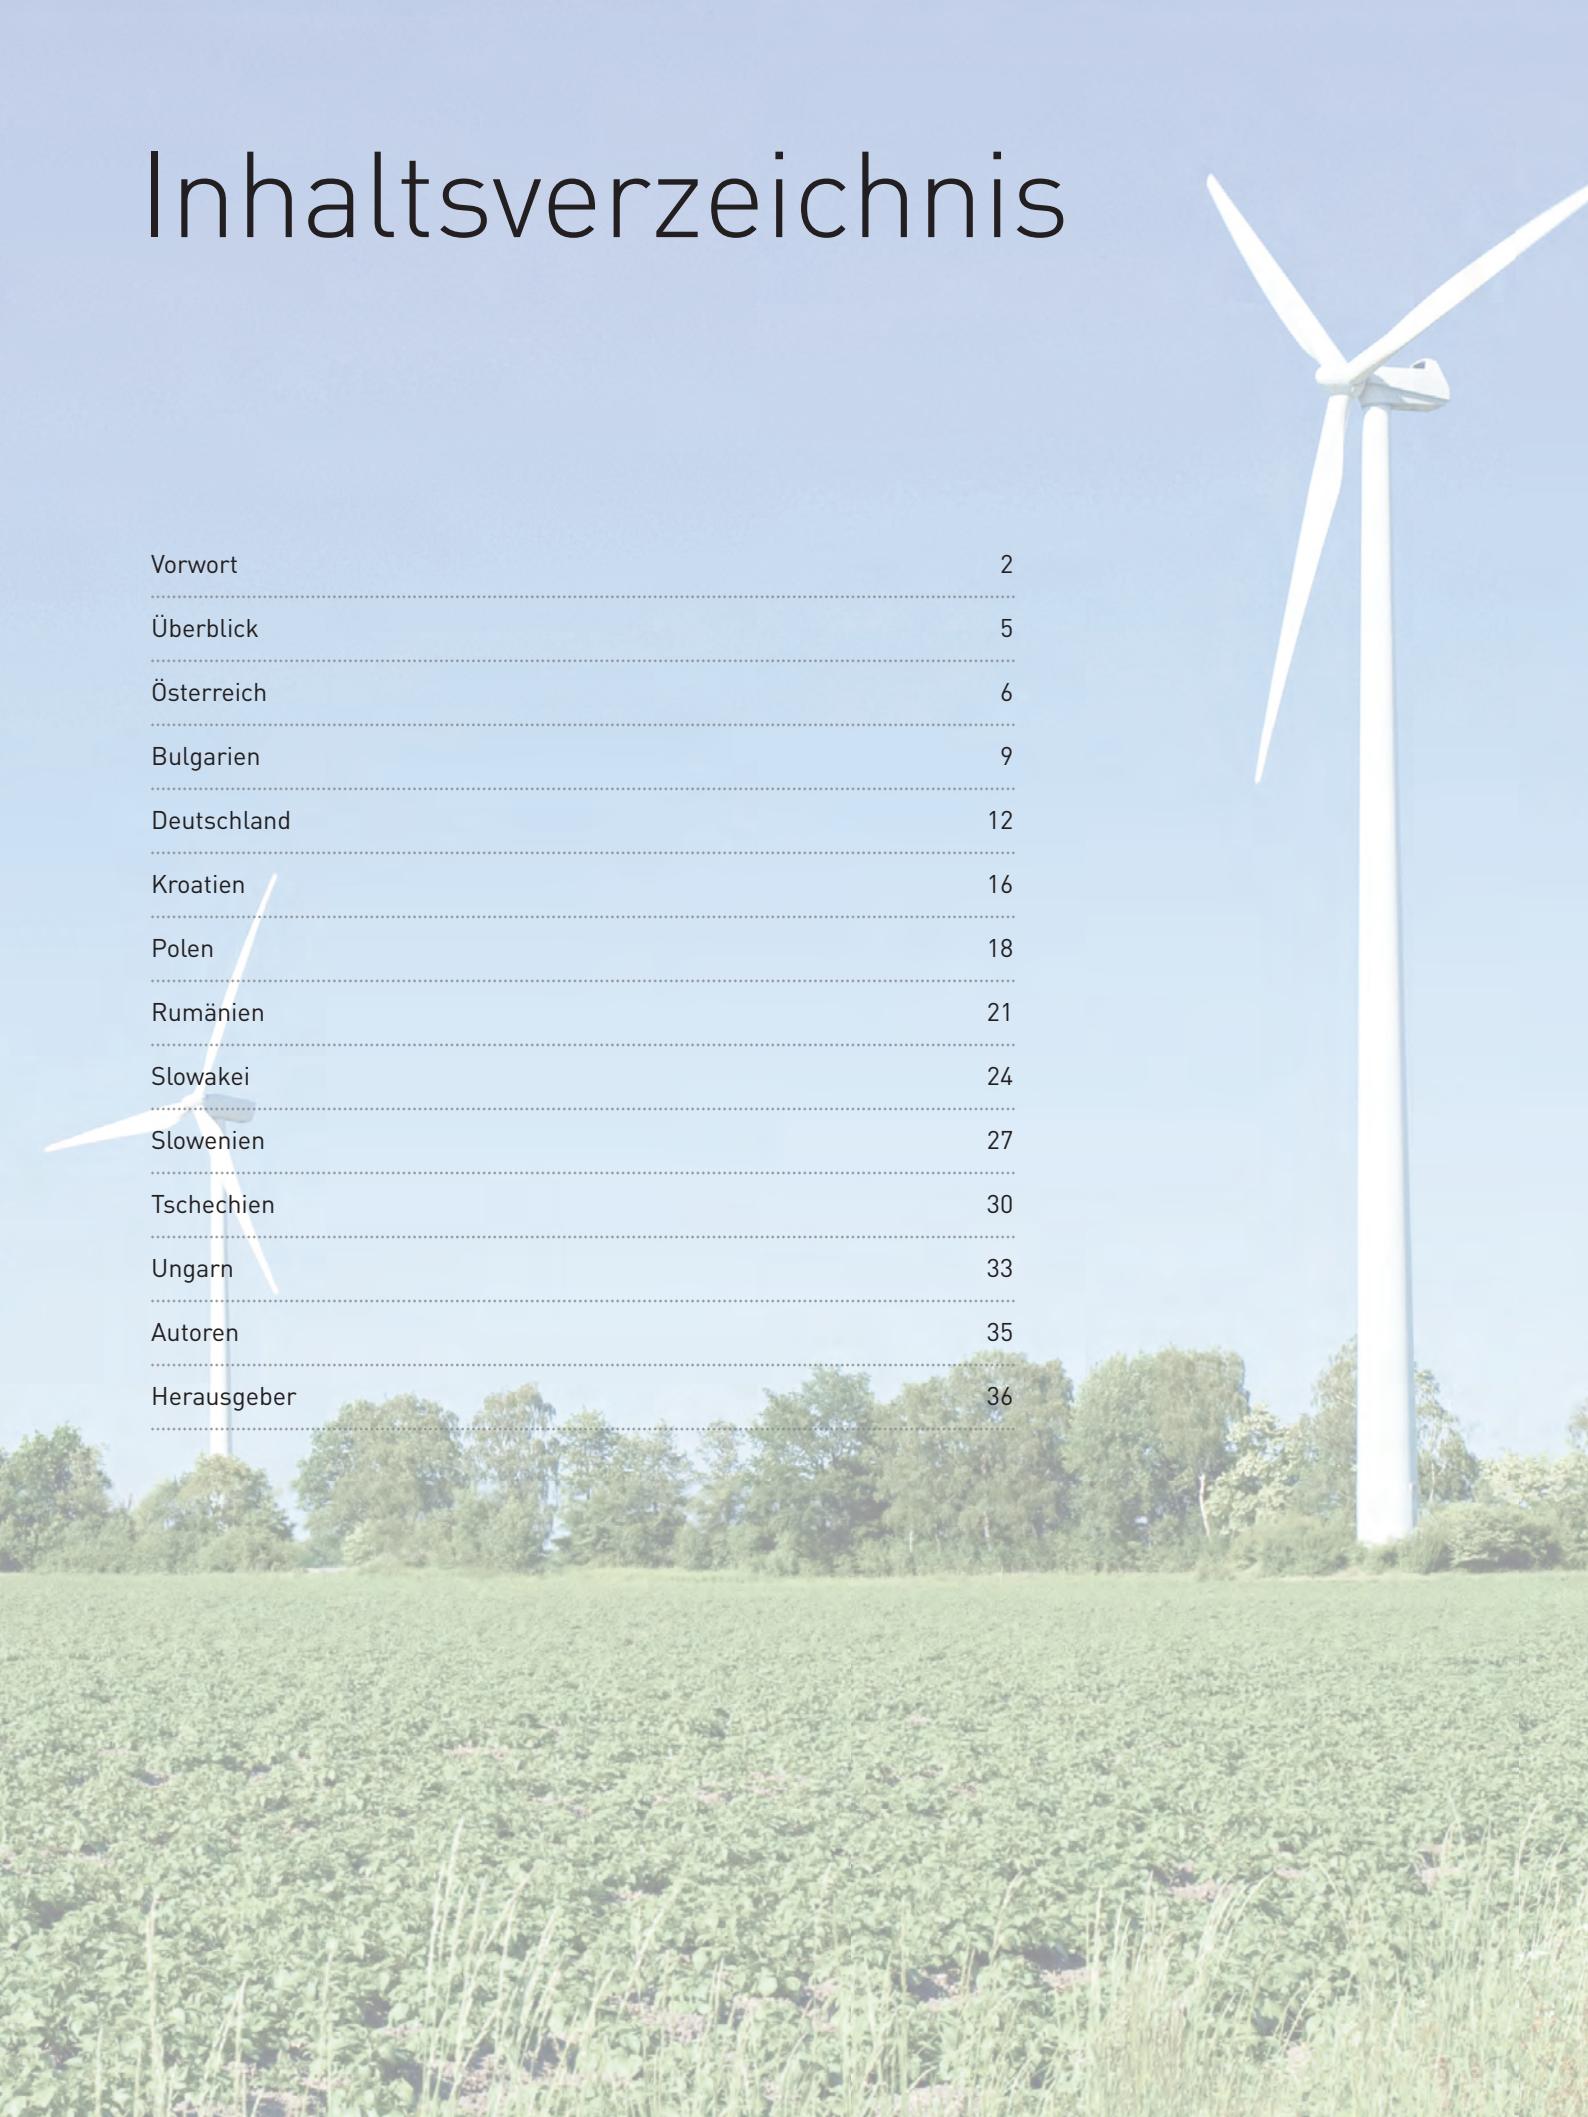 Inhaltsverzeichnis
Vorwort 2
Überblick 5
Österreich 6
Bulgarien 9
Deutschland 12
Kroatien 16
Polen 18
Rumänien 21
Slowakei 24
Slowenien 27
Tschechien 30
Ungarn 33
Autoren 35
Herausgeber 36